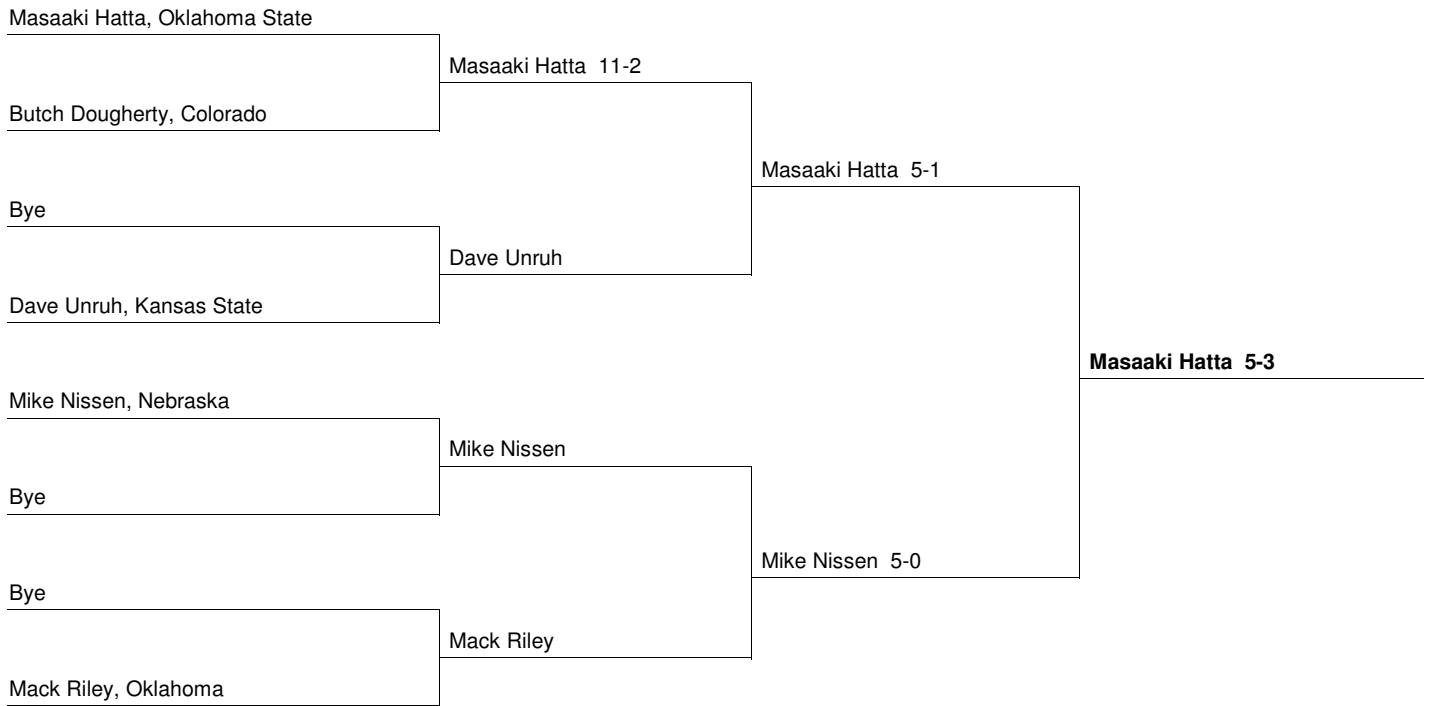 Masaaki Hatta, Oklahoma State
Masaaki Hatta 11-2
Butch Dougherty, Colorado
Masaaki Hatta 5-1
Bye
Dave Unruh
Dave Unruh, Kansas State
Masaaki Hatta 5-3
Mike Nissen, Nebraska
Mike Nissen
Bye
Mike Nissen 5-0
Bye
Mack Riley
Mack Riley, Oklahoma